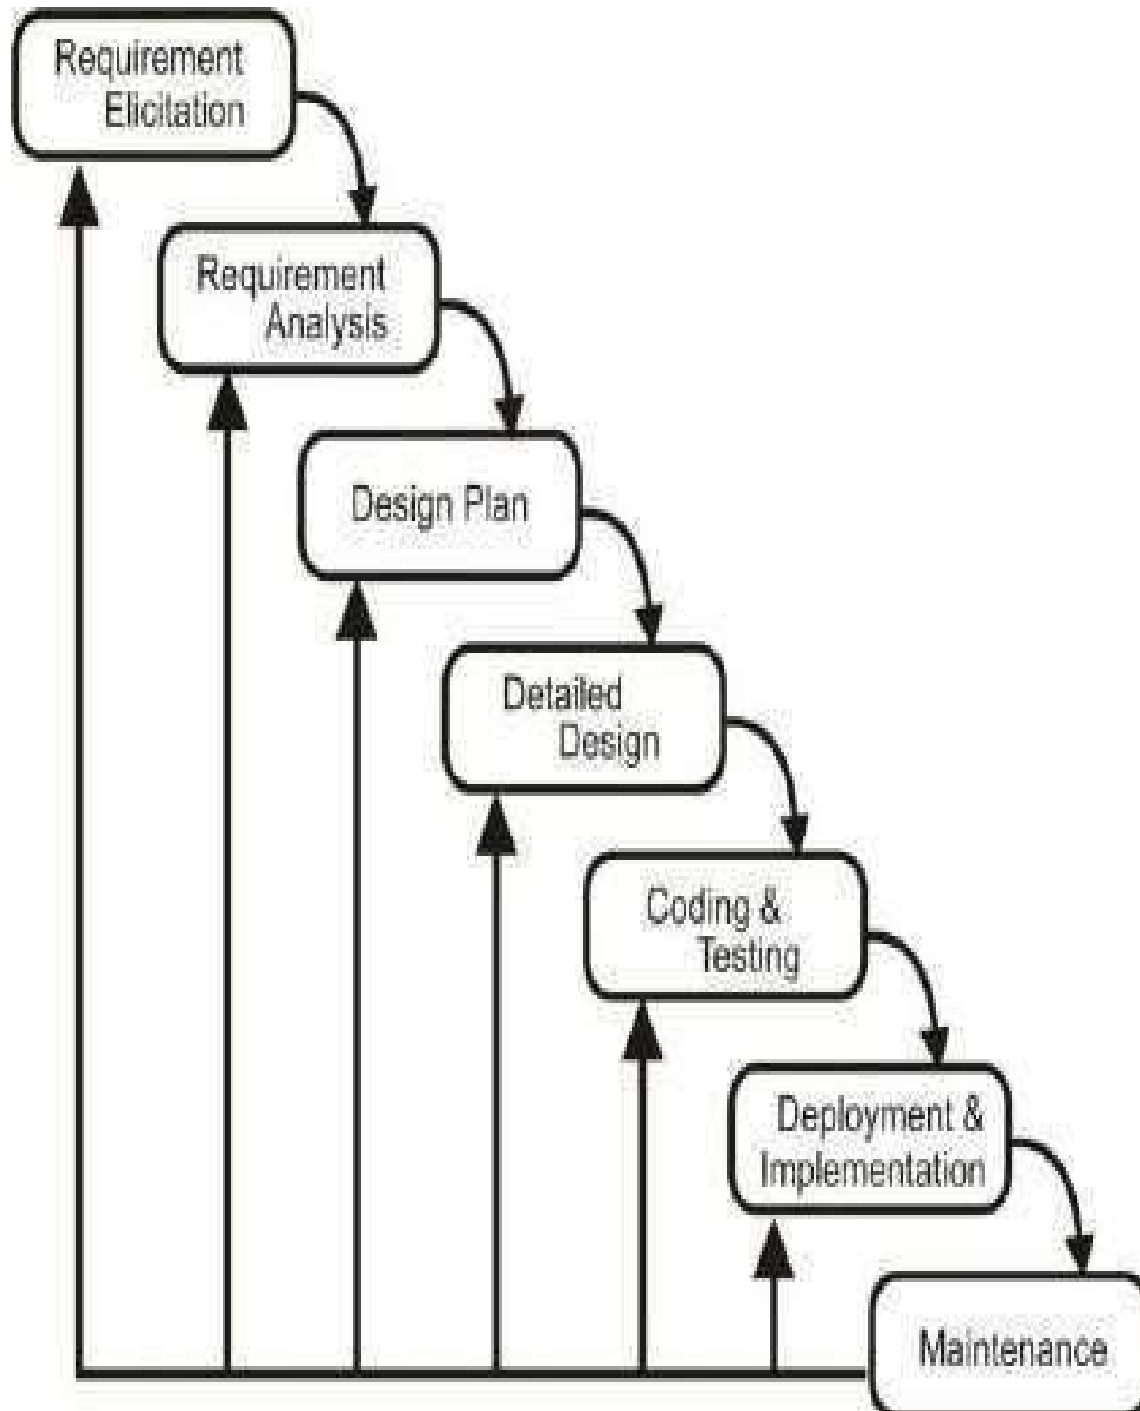 Requirement
Elicitation
Requirement
Analysis
Design Plan
Detailed
Design
Coding &
Testing
Deployment &
Implementation
Maintenance